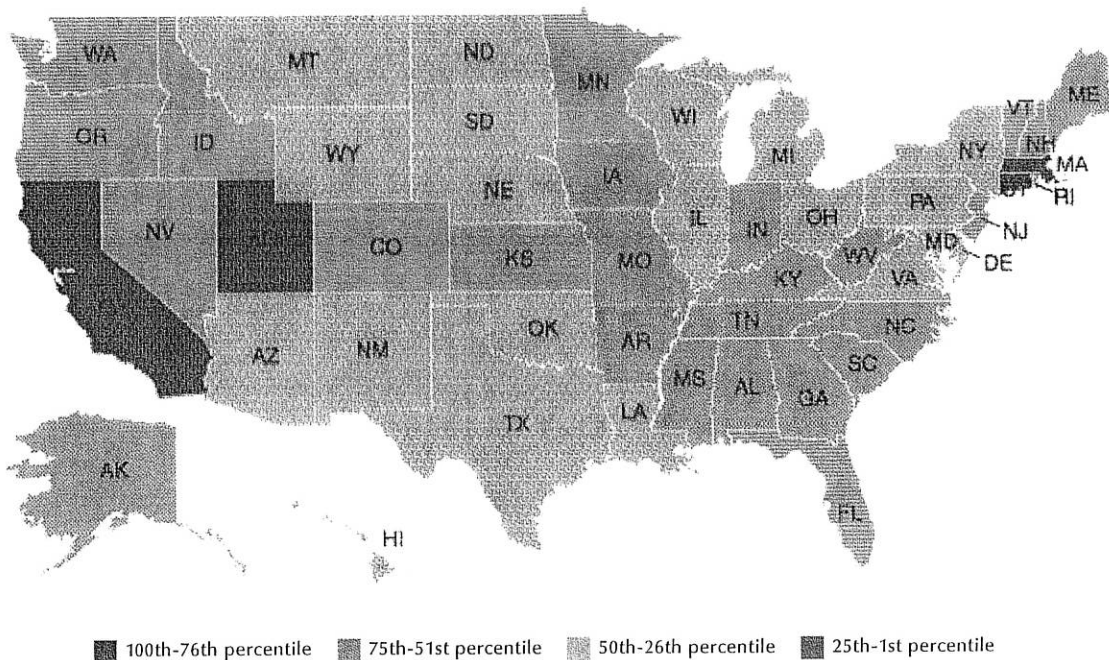 WA
MT
ND
MN
ME
VT
OR
ID
SD
WI
NH
WY
MI
NY
MA
RI
NE
IA
PA
NV
IL
IN
OH
NJ
CO
MD
KS
MO
WV
DE
KY
VA
TN
NC
OK
AZ
NM
AR
SC
MS
AL
GA
TX
LA
AK
FL
HI
100th-76th percentile 75th-51st percentile 50th-26th percentile 25th-1st percentile